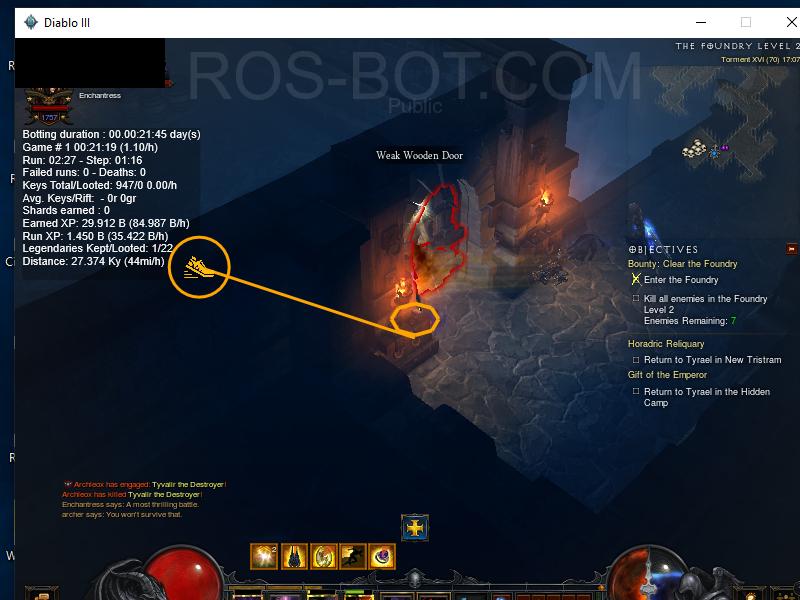 Diablo III
THE FOUNDRY LEVEL 2
Torment XVI (70) 17:07
ROS-BOT.COM
Public
Enchantress
1757
Botting duration : 00.00:21:45 day(s)
Game # 1 00:21:19 (1.10/h)
Run: 02:27 - Step: 01:16
Failed runs: 0 - Deaths: 0
Keys Total/Looted: 947/0 0.00/h
Avg. Keys/Rift:  - 0r 0gr
Shards earned : 0
Earned XP: 29.912 B (84.987 B/h)
Run XP: 1.450 B (35.422 B/h)
Legendaries Kept/Looted: 1/22
Distance: 27.374 Ky (44mi/h)
Weak Wooden Door
OBJECTIVES
Bounty: Clear the Foundry
Enter the Foundry
Kill all enemies in the Foundry
Level 2
Enemies Remaining: 7
Horadric Reliquary
Return to Tyrael in New Tristram
Gift of the Emperor
Return to Tyrael in the Hidden
Camp
Archleox has engaged: Tyvalir the Destroyer!
Archleox has killed Tyvalir the Destroyer!
Enchantress says: A most thrilling battle.
archer says: You won't survive that.
2